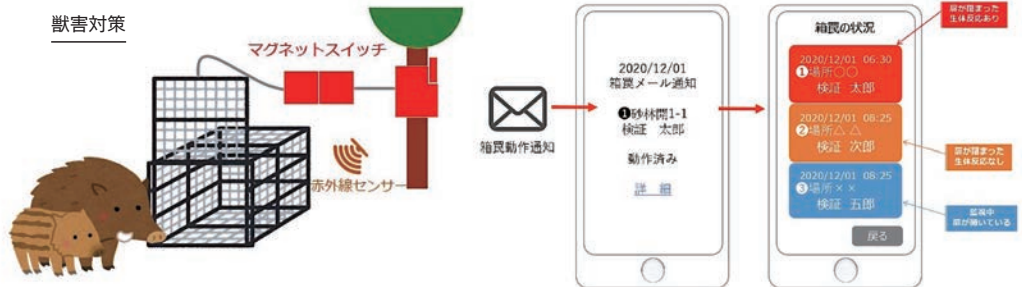 獣害対策
マグネットスイッチ
赤外線センサー
箱罠動作通知
2020/12/01
箱罠メール通知
❶砂林開1-1
検証 太郎
動作済み
詳 細
箱罠の状況
2020/12/01 06:30
❶場所○○
検証 太郎
2020/12/01 08:25
❷場所△ △
検証 次郎
2020/12/01 08:25
❸場所××
検証 五郎
戻る
扉が閉まった
生体反応あり
扉が閉まった
生体反応なし
監視中
扉が開いている